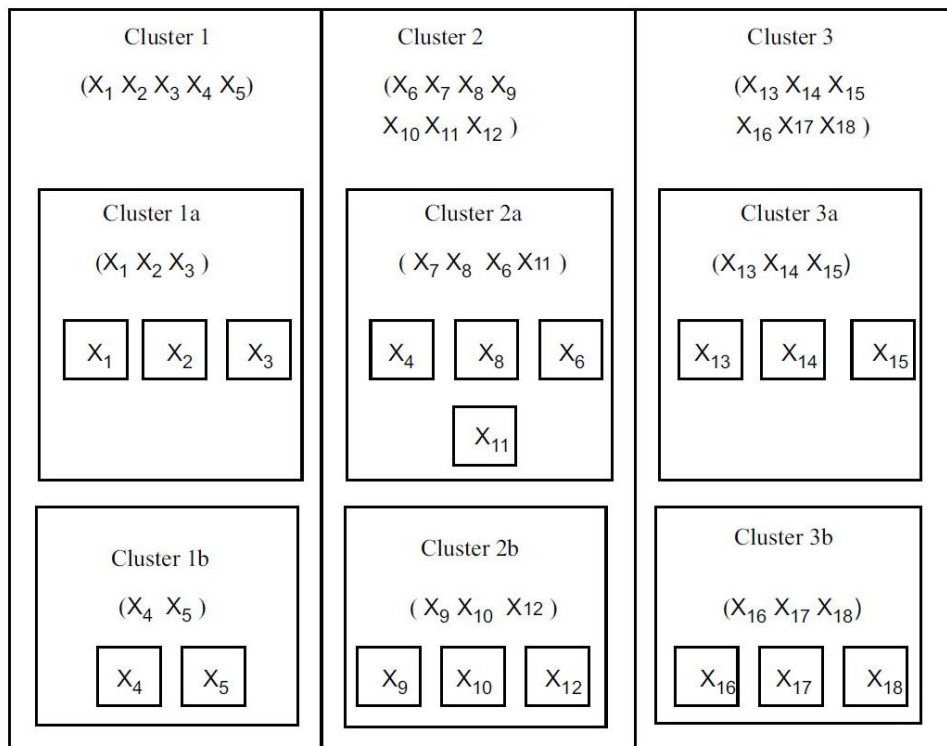 Cluster 1
(X₁ X₂ X₃ X₄ X₅)
Cluster 1a
(X₁ X₂ X₃ )
X₁ X₂ X₃
Cluster 1b
(X₄ X₅)
X₄ X₅
Cluster 2
(X₆ X₇ X₈ X₉
X₁₀ X₁₁ X₁₂ )
Cluster 2a
( X₇ X₈ X₆ X11 )
X₄ X₈ X₆
X₁₁
Cluster 2b
( X₉ X₁₀ X12 )
X₉ X₁₀ X₁₂
Cluster 3
(X₁₃ X₁₄ X₁₅
X₁₆ X17 X18 )
Cluster 3a
(X₁₃ X₁₄ X₁₅)
X₁₃ X₁₄ X₁₅
Cluster 3b
(X₁₆ X₁₇ X₁₈)
X₁₆ X₁₇ X₁₈